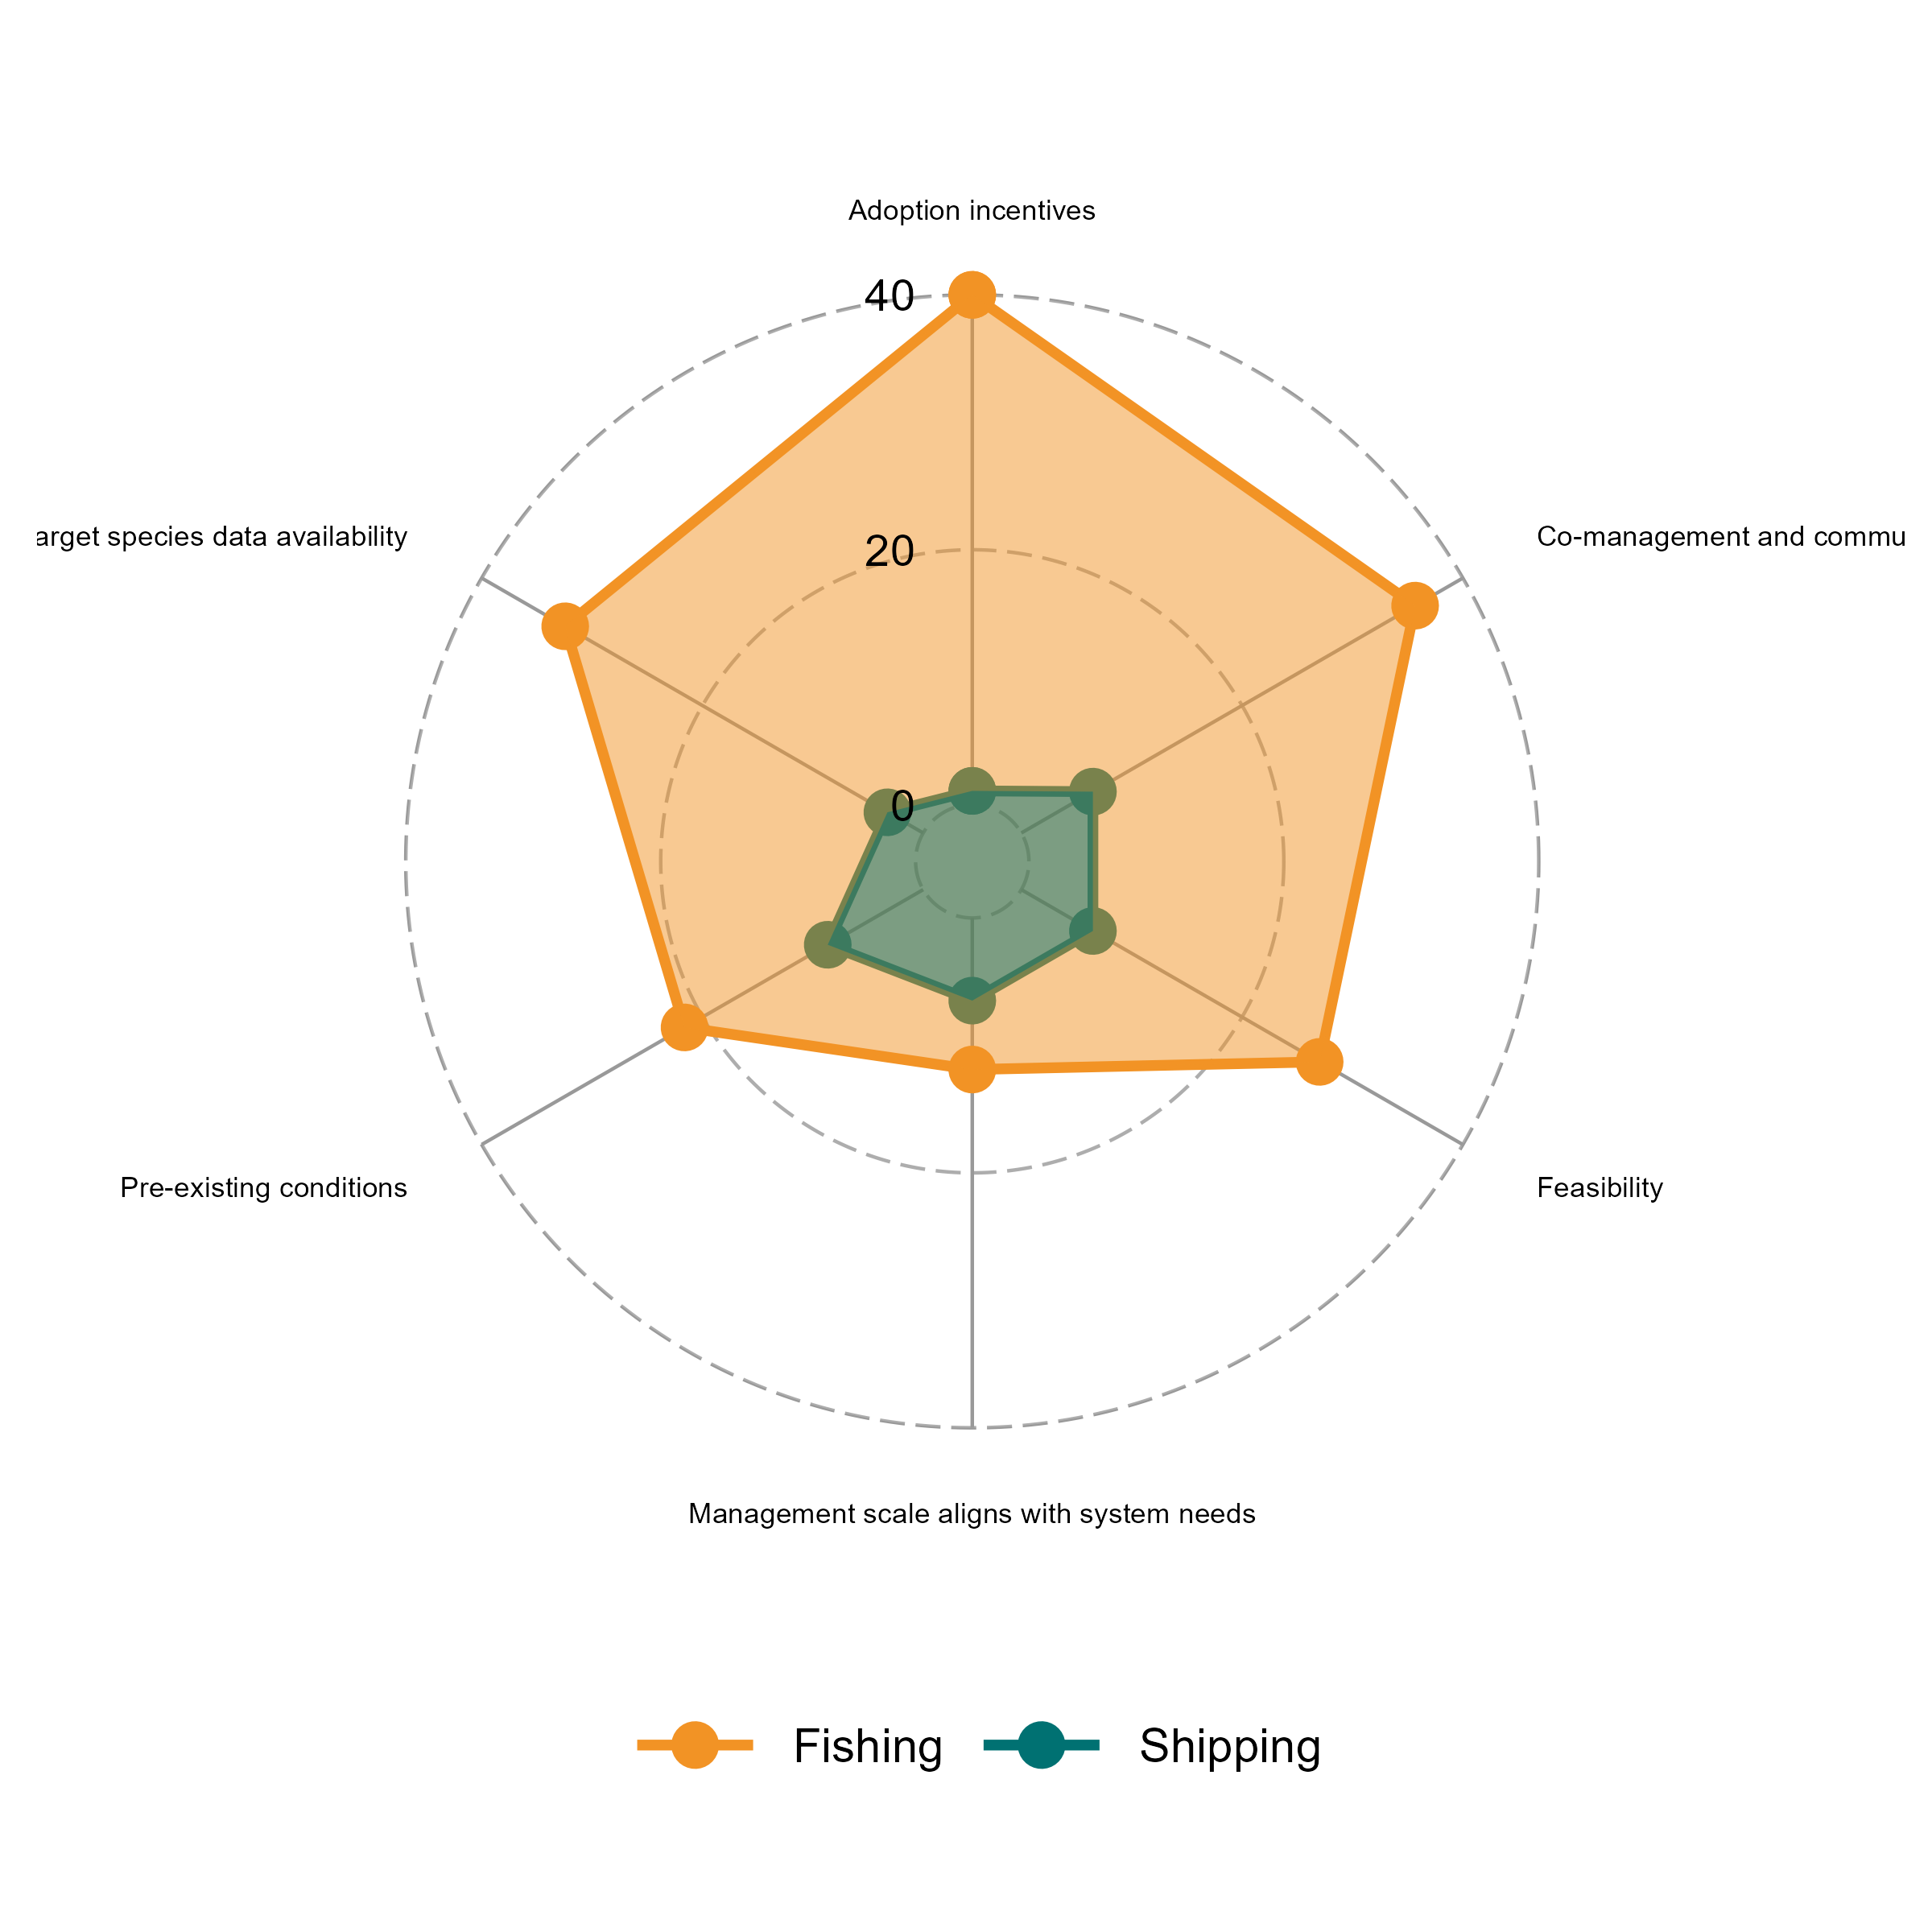 Adoption incentives
40
arget species data availability
Co-management and commu
20
0
Pre-existing conditions
Feasibility
Management scale aligns with system needs
Fishing
Shipping